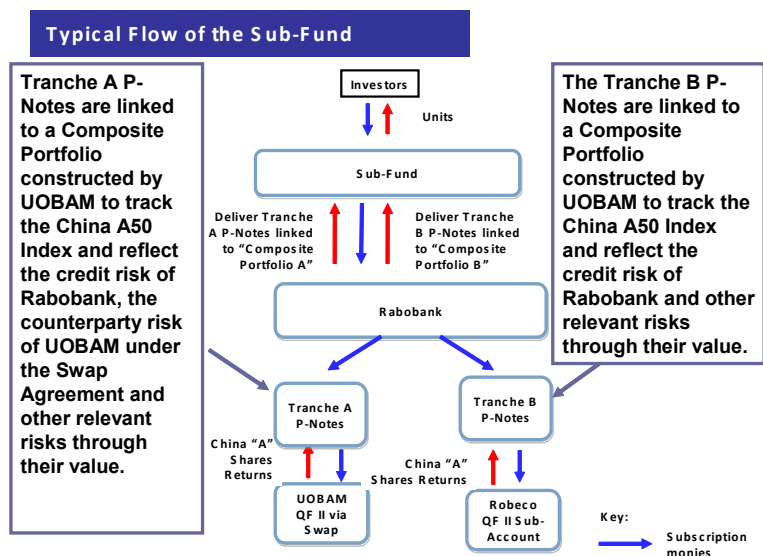 Typical Flow of the Sub-Fund
Tranche A P-
Notes are linked
to a Composite
Portfolio
constructed by
UOBAM to track
the China A50
Index and reflect
the credit risk of
Rabobank, the
counterparty risk
of UOBAM under
the Swap
Agreement and
other relevant
risks through
their value.
Investors
Units
Sub-Fund
Deliver Tranche
A P-Notes linked
to “Composite
Portfolio A”
Deliver Tranche
B P-Notes linked
to “Composite
Portfolio B”
Rabobank
The Tranche B P-
Notes are linked to
a Composite
Portfolio
constructed by
UOBAM to track the
China A50 Index
and reflect the
credit risk of
Rabobank and other
relevant risks
through their value.
Tranche A
P-Notes
Tranche B
P-Notes
China “A”
Shares
Returns
China “A”
Shares Returns
UOBAM
QF II via
Swap
Robeco
QF II Sub-
Account
Key:
Subscription
monies